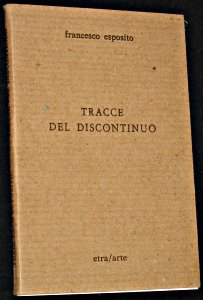 francesco esposito
TRACCE
DEL DISCONTINUO
etra/arte